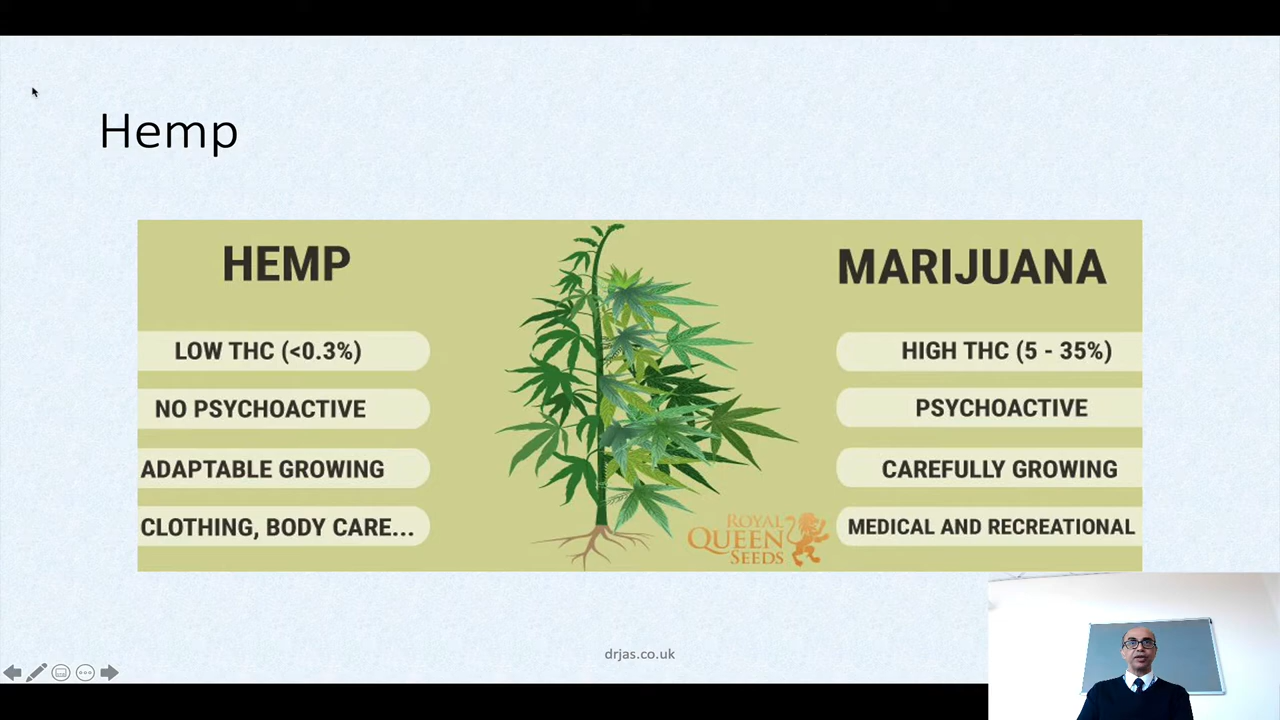 Hemp
HEMP
LOW THC (<0.3%)
NO PSYCHOACTIVE
ADAPTABLE GROWING
CLOTHING, BODY CARE...
MARIJUANA
HIGH THC (5 - 35%)
PSYCHOACTIVE
CAREFULLY GROWING
MEDICAL AND RECREATIONAL
ROYAL
QUEEN
SEEDS
drjas.co.uk